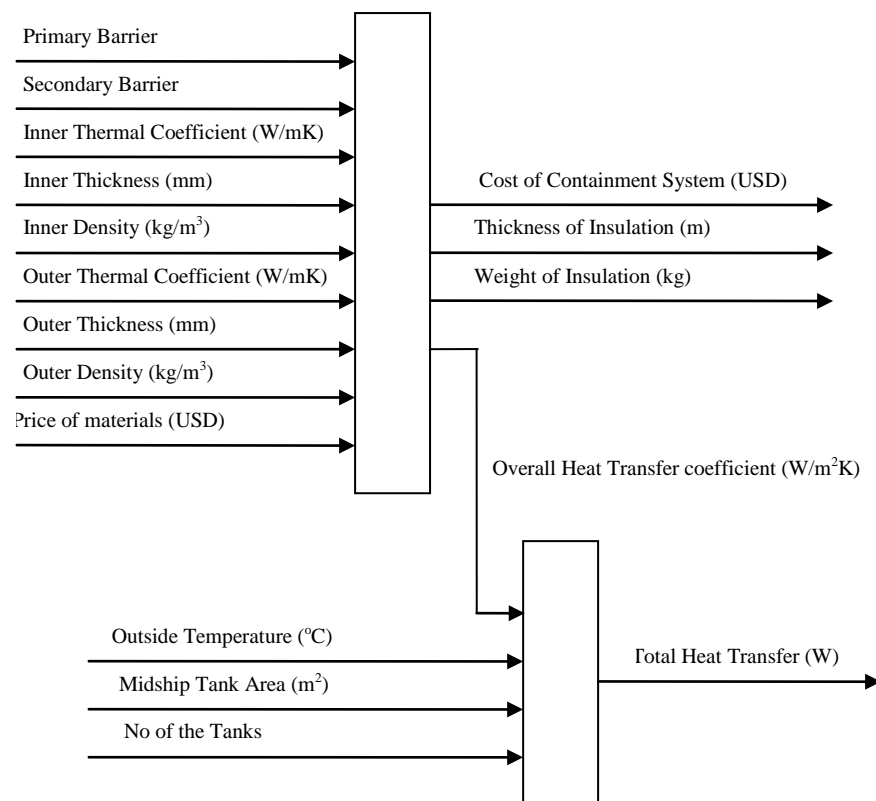 Primary Barrier
Secondary Barrier
Inner Thermal Coefficient (W/mK)
Inner Thickness (mm)
Inner Density (kg/m³)
Outer Thermal Coefficient (W/mK)
Outer Thickness (mm)
Outer Density (kg/m³)
Price of materials (USD)
Cost of Containment System (USD)
Thickness of Insulation (m)
Weight of Insulation (kg)
Overall Heat Transfer coefficient (W/m²K)
Outside Temperature (°C)
Midship Tank Area (m²)
No of the Tanks
Total Heat Transfer (W)